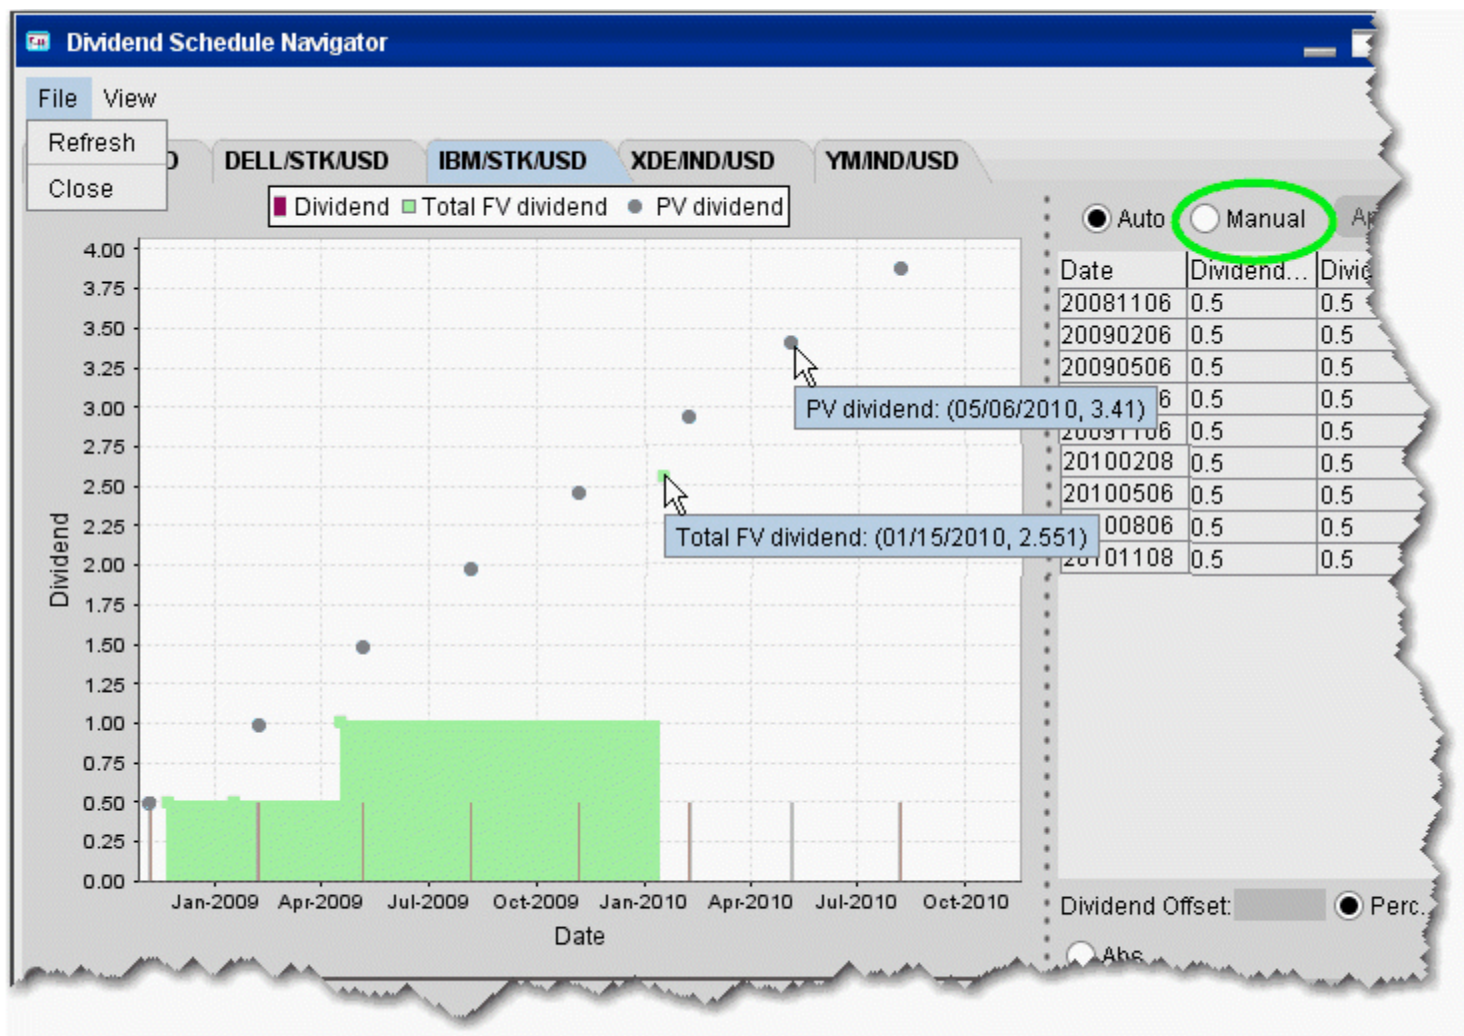 Dividend Schedule Navigator
File View
Refresh
Close
D DELL/STK/USD IBM/STK/USD XDE/IND/USD YM/IND/USD
Dividend Total FV dividend PV dividend
Auto Manual
Date Dividend...
20081106 0.5 0.5
20090206 0.5 0.5
20090506 0.5 0.5
6 0.5 0.5
20091106 0.5 0.5
20100208 0.5 0.5
20100506 0.5 0.5
00806 0.5 0.5
20101108 0.5 0.5
4.00
3.75
3.50
3.25
3.00
2.75
2.50
2.25
2.00
1.75
1.50
1.25
1.00
0.75
0.50
0.25
0.00
Dividend
PV dividend: (05/06/2010, 3.41)
Total FV dividend: (01/15/2010, 2.551)
Jan-2009 Apr-2009 Jul-2009 Oct-2009 Jan-2010 Apr-2010 Jul-2010 Oct-2010
Date
Dividend Offset: Perc.
Abs